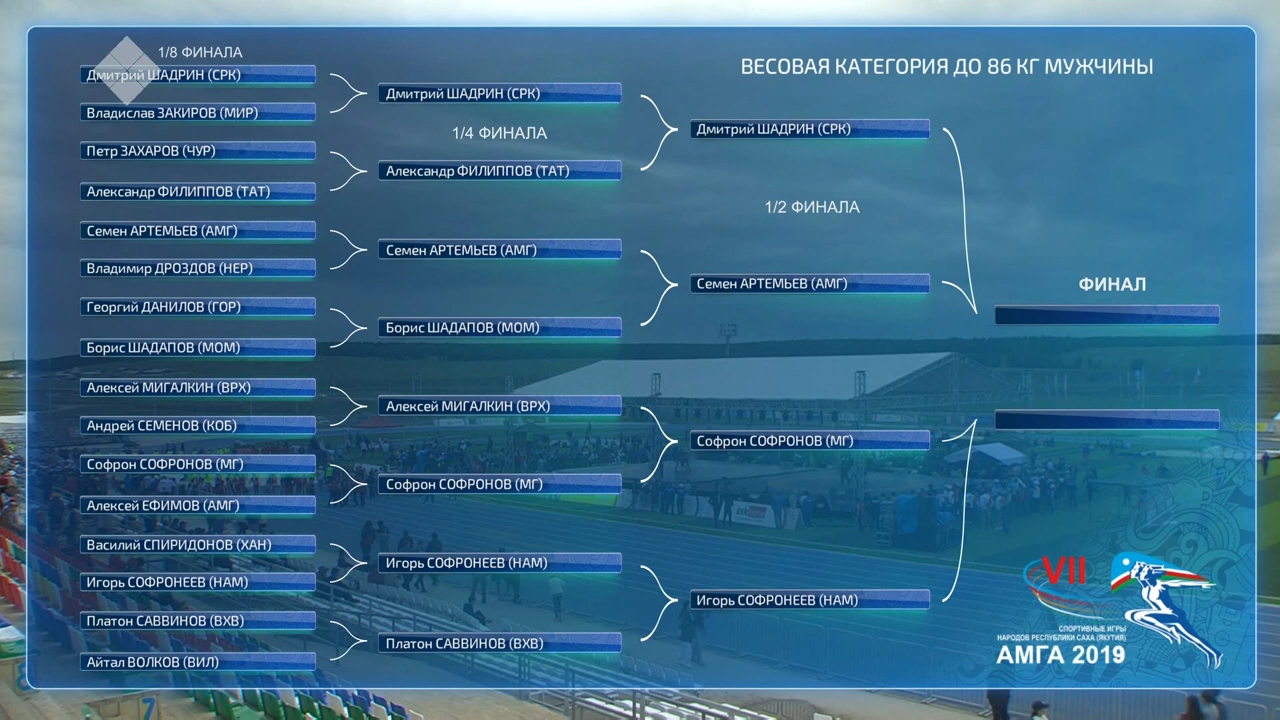 1/8 ФИНАЛА
Дмитрий ШАДРИН (СРК)
Владислав ЗАКИРОВ (МИР)
Петр ЗАХАРОВ (ЧУР)
Александр ФИЛИППОВ (ТАТ)
Семен АРТЕМЬЕВ (АМГ)
Владимир ДРОЗДОВ (НЕР)
Георгий ДАНИЛОВ (ГОР)
Борис ШАДАПОВ (МОМ)
Алексей МИГАЛКИН (ВРХ)
Андрей СЕМЕНОВ (КОБ)
Софрон СОФРОНОВ (МГ)
Алексей ЕФИМОВ (АМГ)
Василий СПИРИДОНОВ (ХАН)
Игорь СОФРОНЕЕВ (НАМ)
Платон САВВИНОВ (ВХВ)
Айтал ВОЛКОВ (ВИЛ)
Дмитрий ШАДРИН (СРК)
1/4 ФИНАЛА
Александр ФИЛИППОВ (ТАТ)
Семен АРТЕМЬЕВ (АМГ)
Борис ШАДАПОВ (МОМ)
Алексей МИГАЛКИН (ВРХ)
Софрон СОФРОНОВ (МГ)
Игорь СОФРОНЕЕВ (НАМ)
Платон САВВИНОВ (ВХВ)
ВЕСОВАЯ КАТЕГОРИЯ ДО 86 КГ МУЖЧИНЫ
Дмитрий ШАДРИН (СРК)
1/2 ФИНАЛА
Семен АРТЕМЬЕВ (АМГ)
Софрон СОФРОНОВ (МГ)
Игорь СОФРОНЕЕВ (НАМ)
ФИНАЛ
VII
СПОРТИВНЫЕ ИГРЫ
НАРОДОВ РЕСПУБЛИКИ САХА (ЯКУТИЯ)
АМГА 2019
7